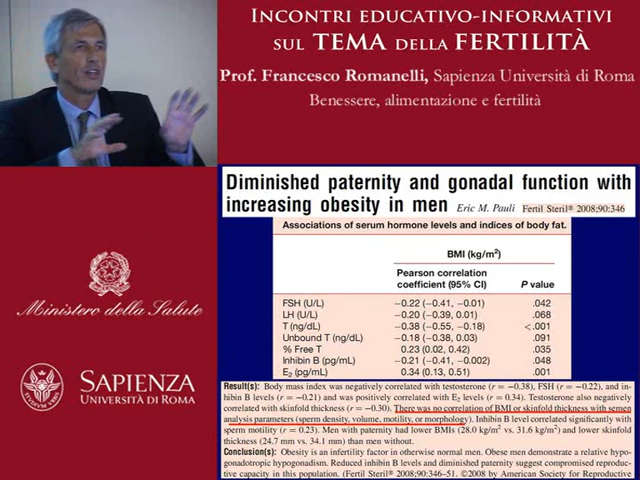 INCONTRI EDUCATIVO-INFORMATIVI
SUL TEMA DELLA FERTILITÀ
Prof. Francesco Romanelli, Sapienza Università di Roma
Benessere, alimentazione e fertilità
Diminished paternity and gonadal function with
increasing obesity in men Eric M. Pauli Fertil Steril® 2008;90:346
Associations of serum hormone levels and indices of body fat.
BMI (kg/m²)
Pearson correlation
coefficient (95% CI) P value
FSH (U/L) −0.22 (−0.41, −0.01) .042
LH (U/L) −0.20 (−0.39, 0.01) .068
T (ng/dL) −0.38 (−0.55, −0.18) <.001
Unbound T (ng/dL) −0.18 (−0.38, 0.03) .091
% Free T 0.23 (0.02, 0.42) .035
Inhibin B (pg/mL) −0.21 (−0.41, −0.002) .048
E₂ (pg/mL) 0.34 (0.13, 0.51) .001
Result(s): Body mass index was negatively correlated with testosterone (r = −0.38), FSH (r = −0.22), and in-
hibin B levels (r = −0.21) and was positively correlated with E₂ levels (r = 0.34). Testosterone also negatively
correlated with skinfold thickness (r = −0.30). There was no correlation of BMI or skinfold thickness with semen
analysis parameters (sperm density, volume, motility, or morphology). Inhibin B level correlated significantly with
sperm motility (r = 0.23). Men with paternity had lower BMIs (28.0 kg/m² vs. 31.6 kg/m²) and lower skinfold
thickness (24.7 mm vs. 34.1 mm) than men without.
Conclusion(s): Obesity is an infertility factor in otherwise normal men. Obese men demonstrate a relative hypo-
gonadotropic hypogonadism. Reduced inhibin B levels and diminished paternity suggest compromised reproduc-
tive capacity in this population. (Fertil Steril® 2008;90:346–51. ©2008 by American Society for Reproductive
Ministero della Salute
SAPIENZA
UNIVERSITÀ DI ROMA